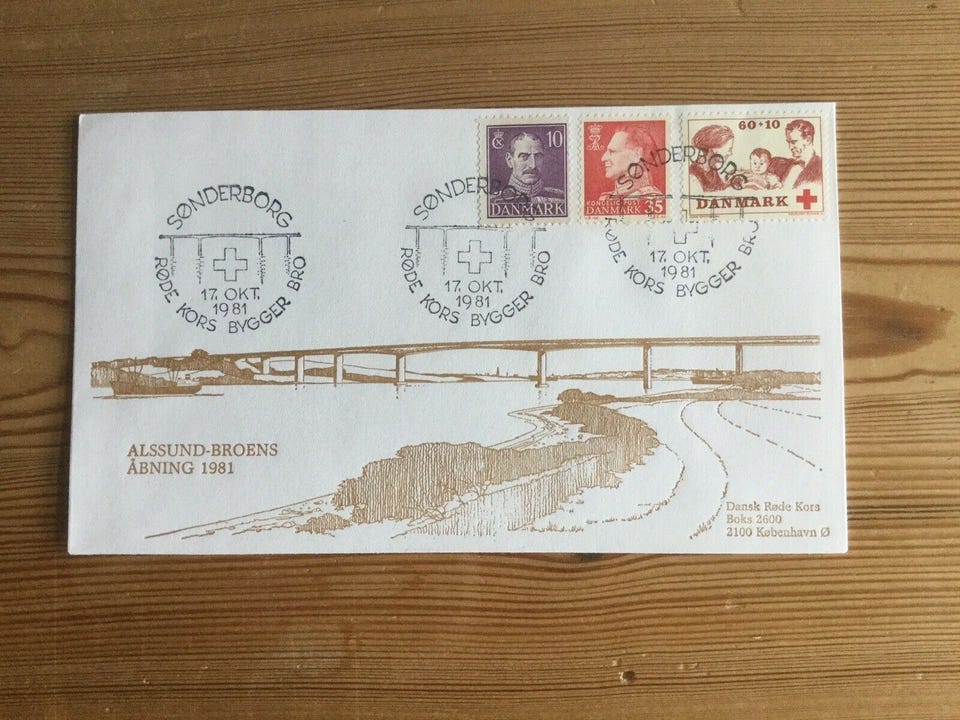 SØNDERBORG
17. OKT.
1981
RØDE KORS BYGGER BRO
SØNDERBORG
17. OKT.
1981
RØDE KORS BYGGER BRO
10
DANMARK
KONGELIG POST
DANMARK 35
60+10
DANMARK
SØNDERBORG
17. OKT.
1981
RØDE KORS BYGGER BRO
ALSSUND-BROENS
ÅBNING 1981
Dansk Røde Kors
Boks 2600
2100 København Ø